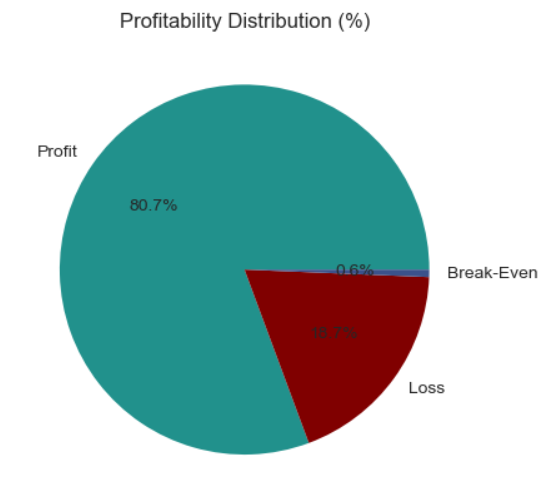 Profitability Distribution (%)
Profit
80.7%
0.6%
Break-Even
18.7%
Loss